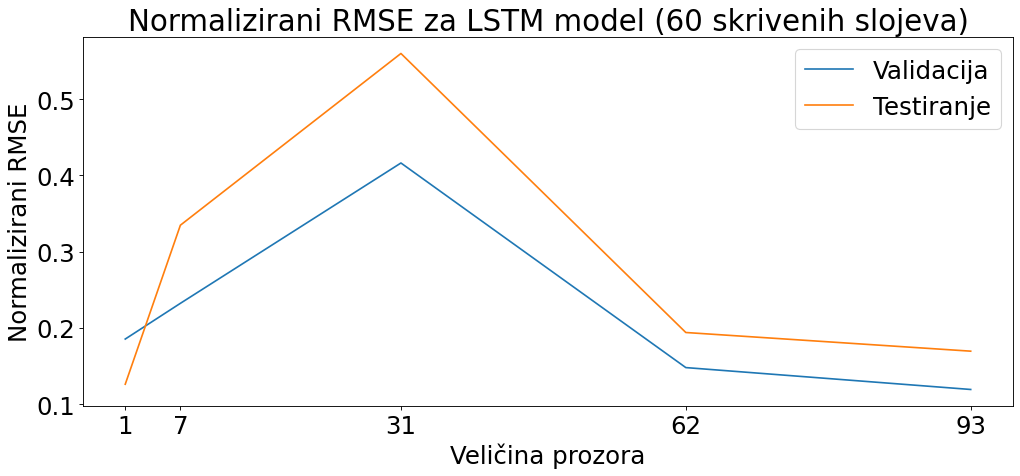 Normalizirani RMSE za LSTM model (60 skrivenih slojeva)
Validacija
Testiranje
Normalizirani RMSE
0.5
0.4
0.3
0.2
0.1
1 7 31 62 93
Veličina prozora